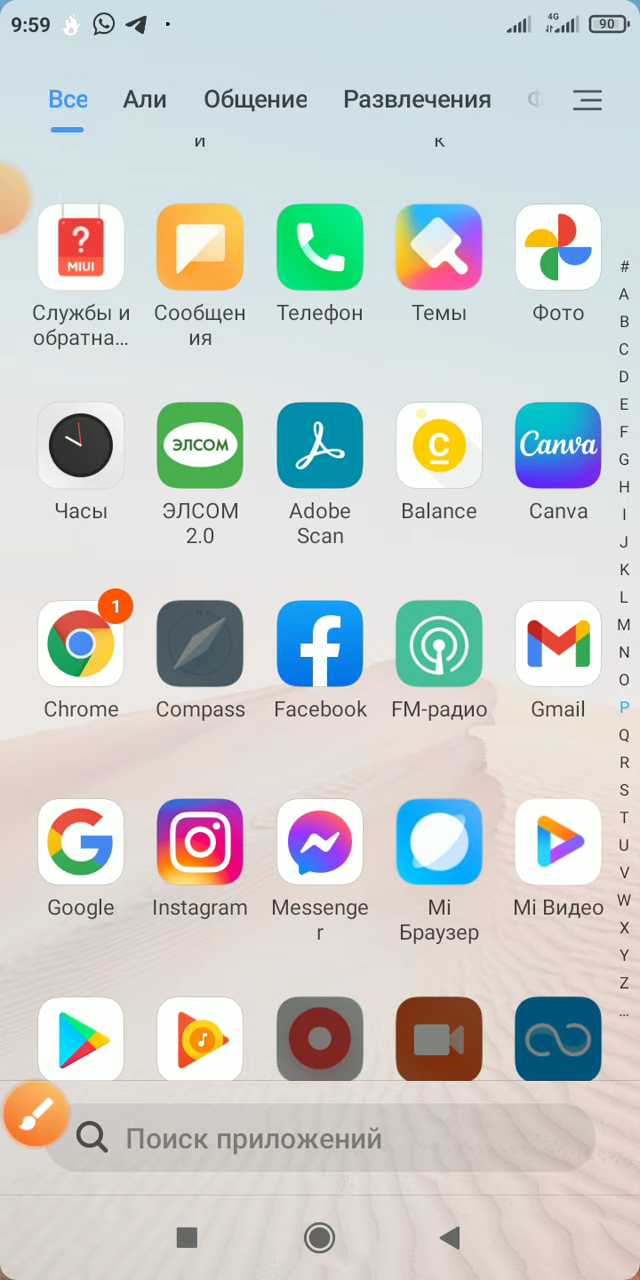 9:59
4G
90
Все Али Общение Развлечения Ф
и к
?
MIUI
Службы и обратна...
Сообщен
ия
Телефон
Темы
Фото
Часы
ЭЛСОМ
ЭЛСОМ
2.0
Adobe
Scan
C
Balance
Canva
Canva
1
Chrome
Compass
Facebook
FM-радио
Gmail
Google
Instagram
Messenge
r
Mi
Браузер
Mi Видео
#
A
B
C
D
E
F
G
H
I
J
K
L
M
N
O
P
Q
R
S
T
U
V
W
X
Y
Z
...
Поиск приложений